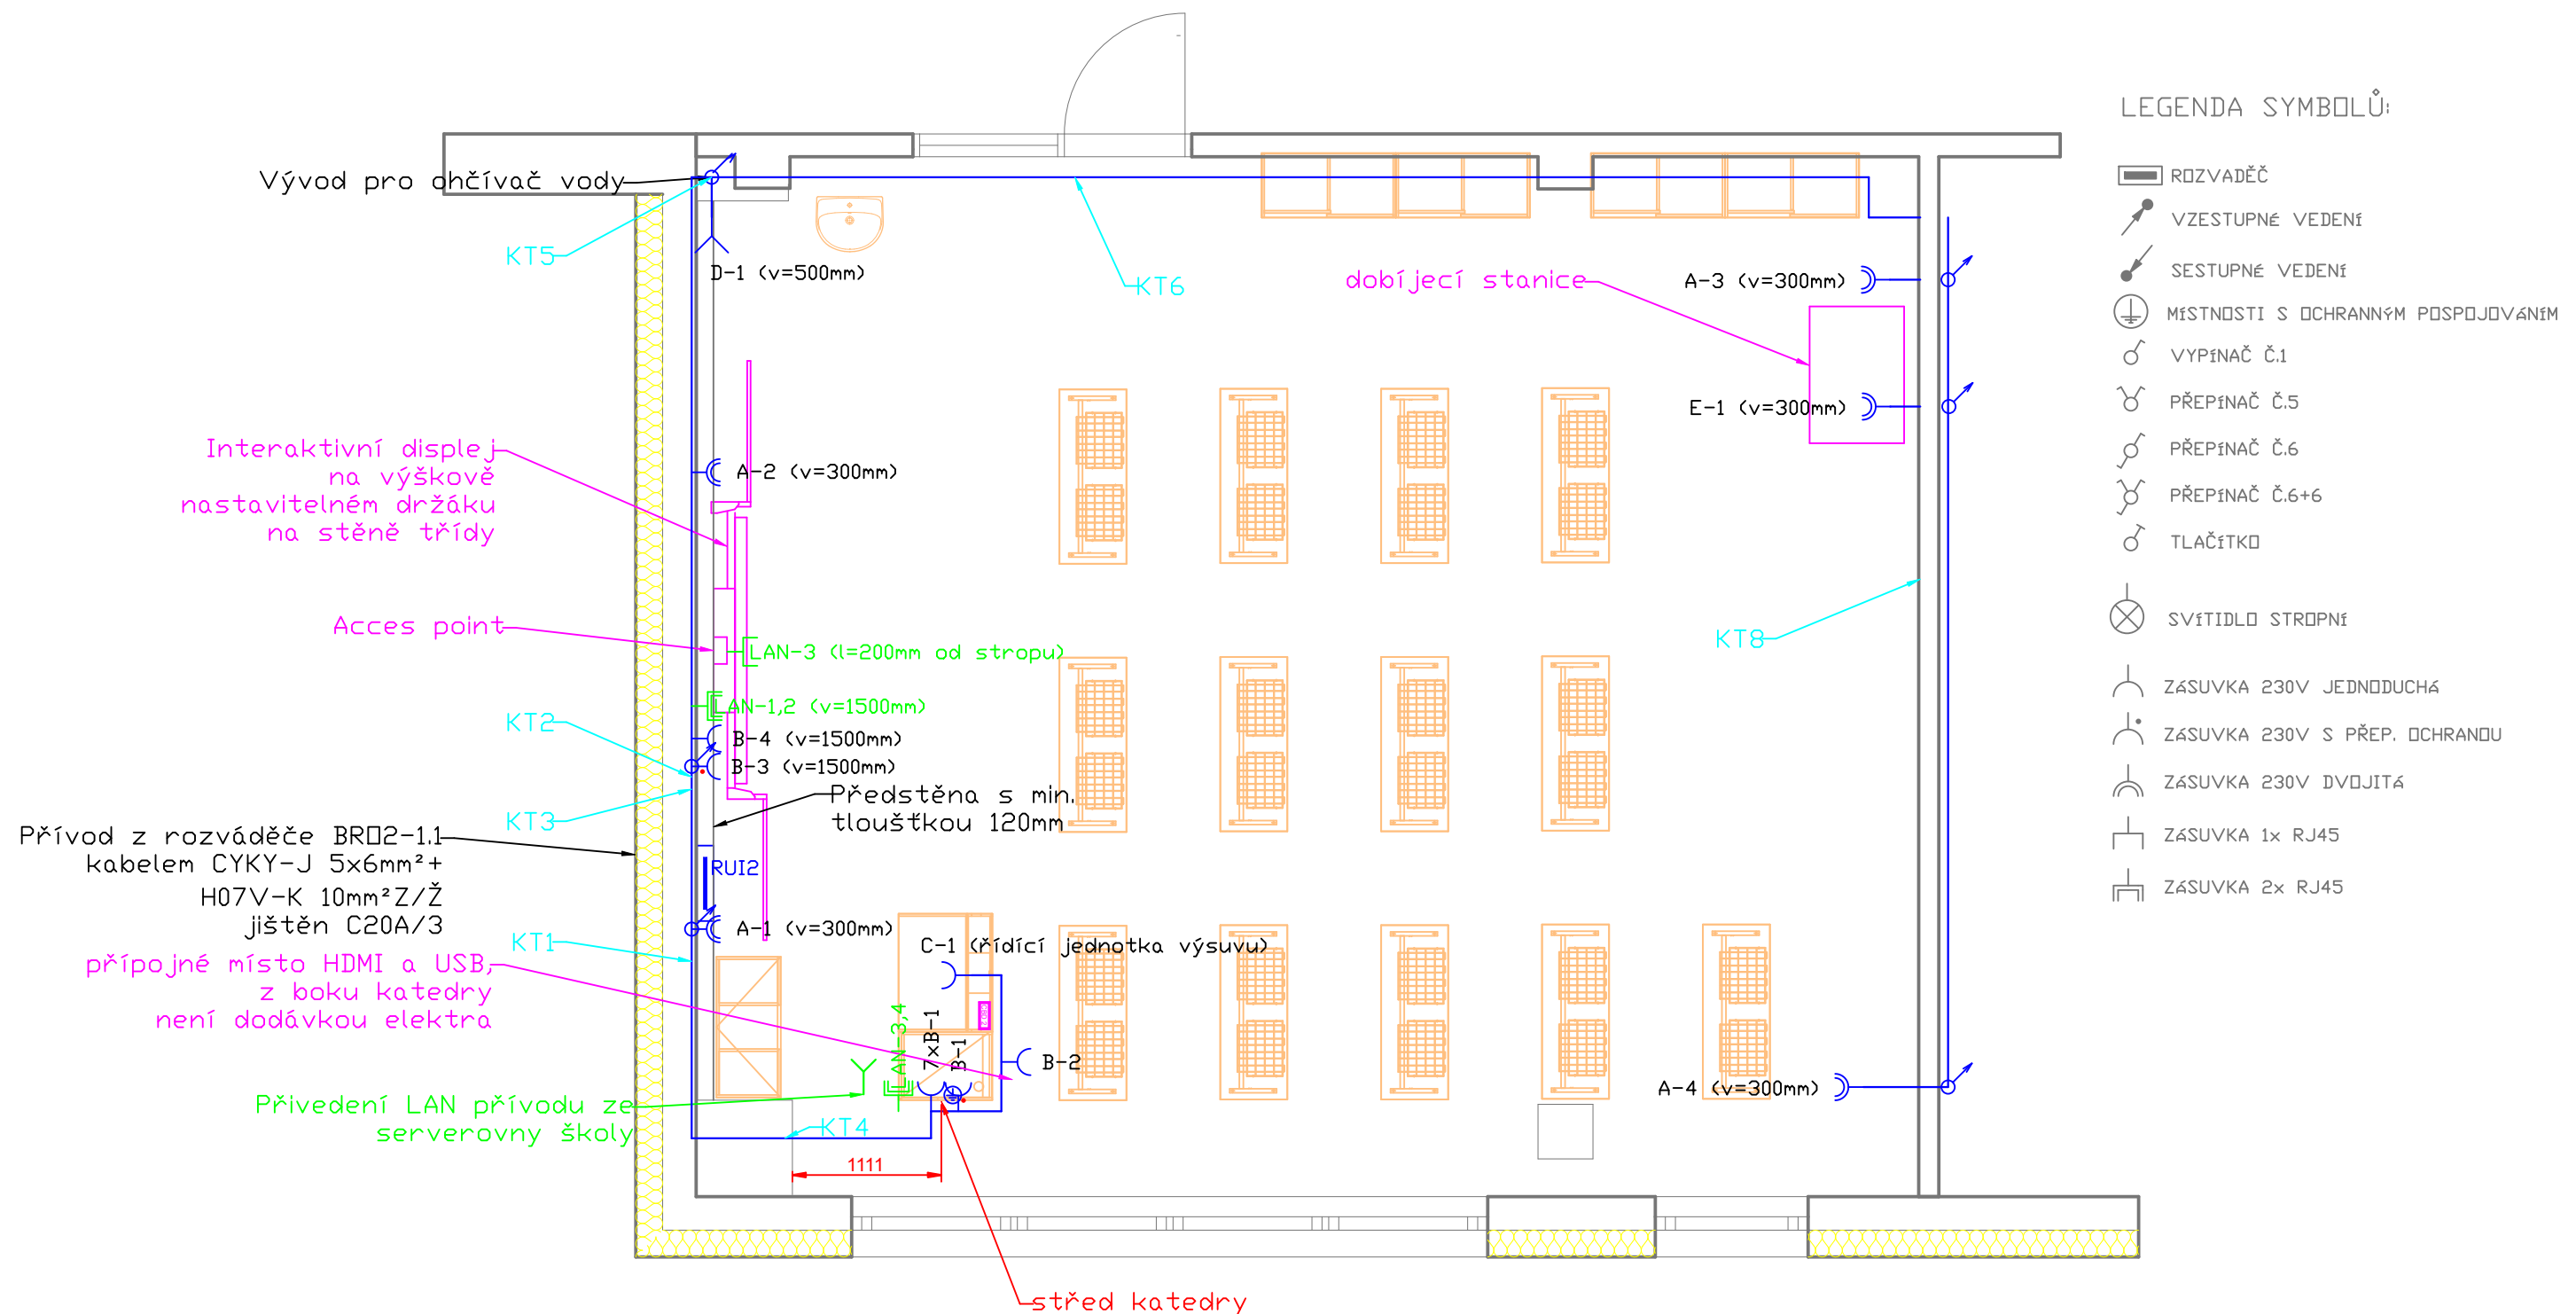 LEGENDA SYMBOLŮ:
ROZVADĚČ
VZESTUPNÉ VEDENÍ
SESTUPNÉ VEDENÍ
MÍSTNOSTI S OCHRANNÝM POSPOJOVÁNÍM
VYPÍNAČ Č.1
PŘEPÍNAČ Č.5
PŘEPÍNAČ Č.6
PŘEPÍNAČ Č.6+6
TLAČÍTKO
SVÍTIDLO STROPNÍ
ZÁSUVKA 230V JEDNODUCHÁ
ZÁSUVKA 230V S PŘEP. OCHRANOU
ZÁSUVKA 230V DVOJITÁ
ZÁSUVKA 1x RJ45
ZÁSUVKA 2x RJ45
Vývod pro ohčívač vody
KT5
D-1 (v=500mm)
KT6
dobíjecí stanice
A-3 (v=300mm)
E-1 (v=300mm)
Interaktivní displej
na výškově
nastavitelném držáku
na stěně třídy
A-2 (v=300mm)
Acces point
LAN-3 (l=200mm od stropu)
KT8
LAN-1,2 (v=1500mm)
KT2
B-4 (v=1500mm)
B-3 (v=1500mm)
KT3
Předstěna s min.
tloušťkou 120mm
Přívod z rozváděče BRO2-1.1
kabelem CYKY-J 5x6mm²+
H07V-K 10mm²Z/Ž
jištěn C20A/3
RUI2
A-1 (v=300mm)
KT1
C-1 (řídící jednotka výsuvu)
přípojné místo HDMI a USB,
z boku katedry
není dodávkou elektra
LAN-3,4
7xB-1
B-1
B-2
A-4 (v=300mm)
Přivedení LAN přívodu ze
serverovny školy
KT4
1111
střed katedry